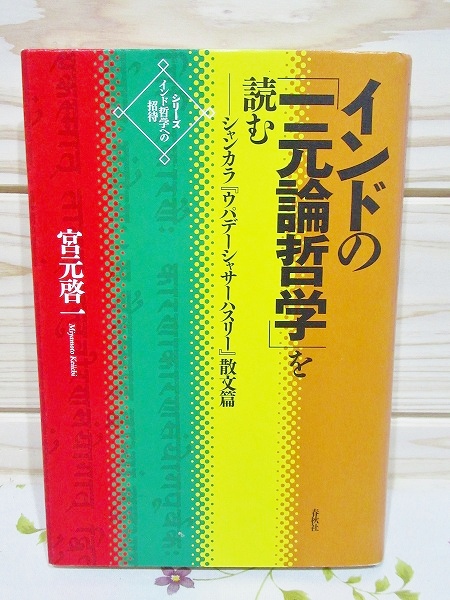 インドの
「一元論哲学」を
読む
――シャンカラ『ウパデーシャサーハスリー』散文篇
シリーズ
インド哲学への
招待
宮元啓一
Miyamoto Keiichi
春秋社